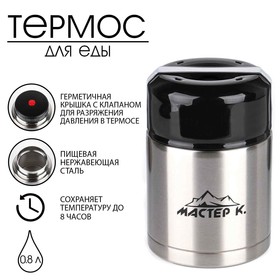 ТЕРМОС
ДЛЯ ЕДЫ
ГЕРМЕТИЧНАЯ
КРЫШКА С КЛАПАНОМ
ДЛЯ РАЗРЯЖЕНИЯ
ДАВЛЕНИЯ В ТЕРМОСЕ
ПИЩЕВАЯ
НЕРЖАВЕЮЩАЯ
СТАЛЬ
СОХРАНЯЕТ
ТЕМПЕРАТУРУ ДО
8 ЧАСОВ
0.8 Л
МАСТЕР К.